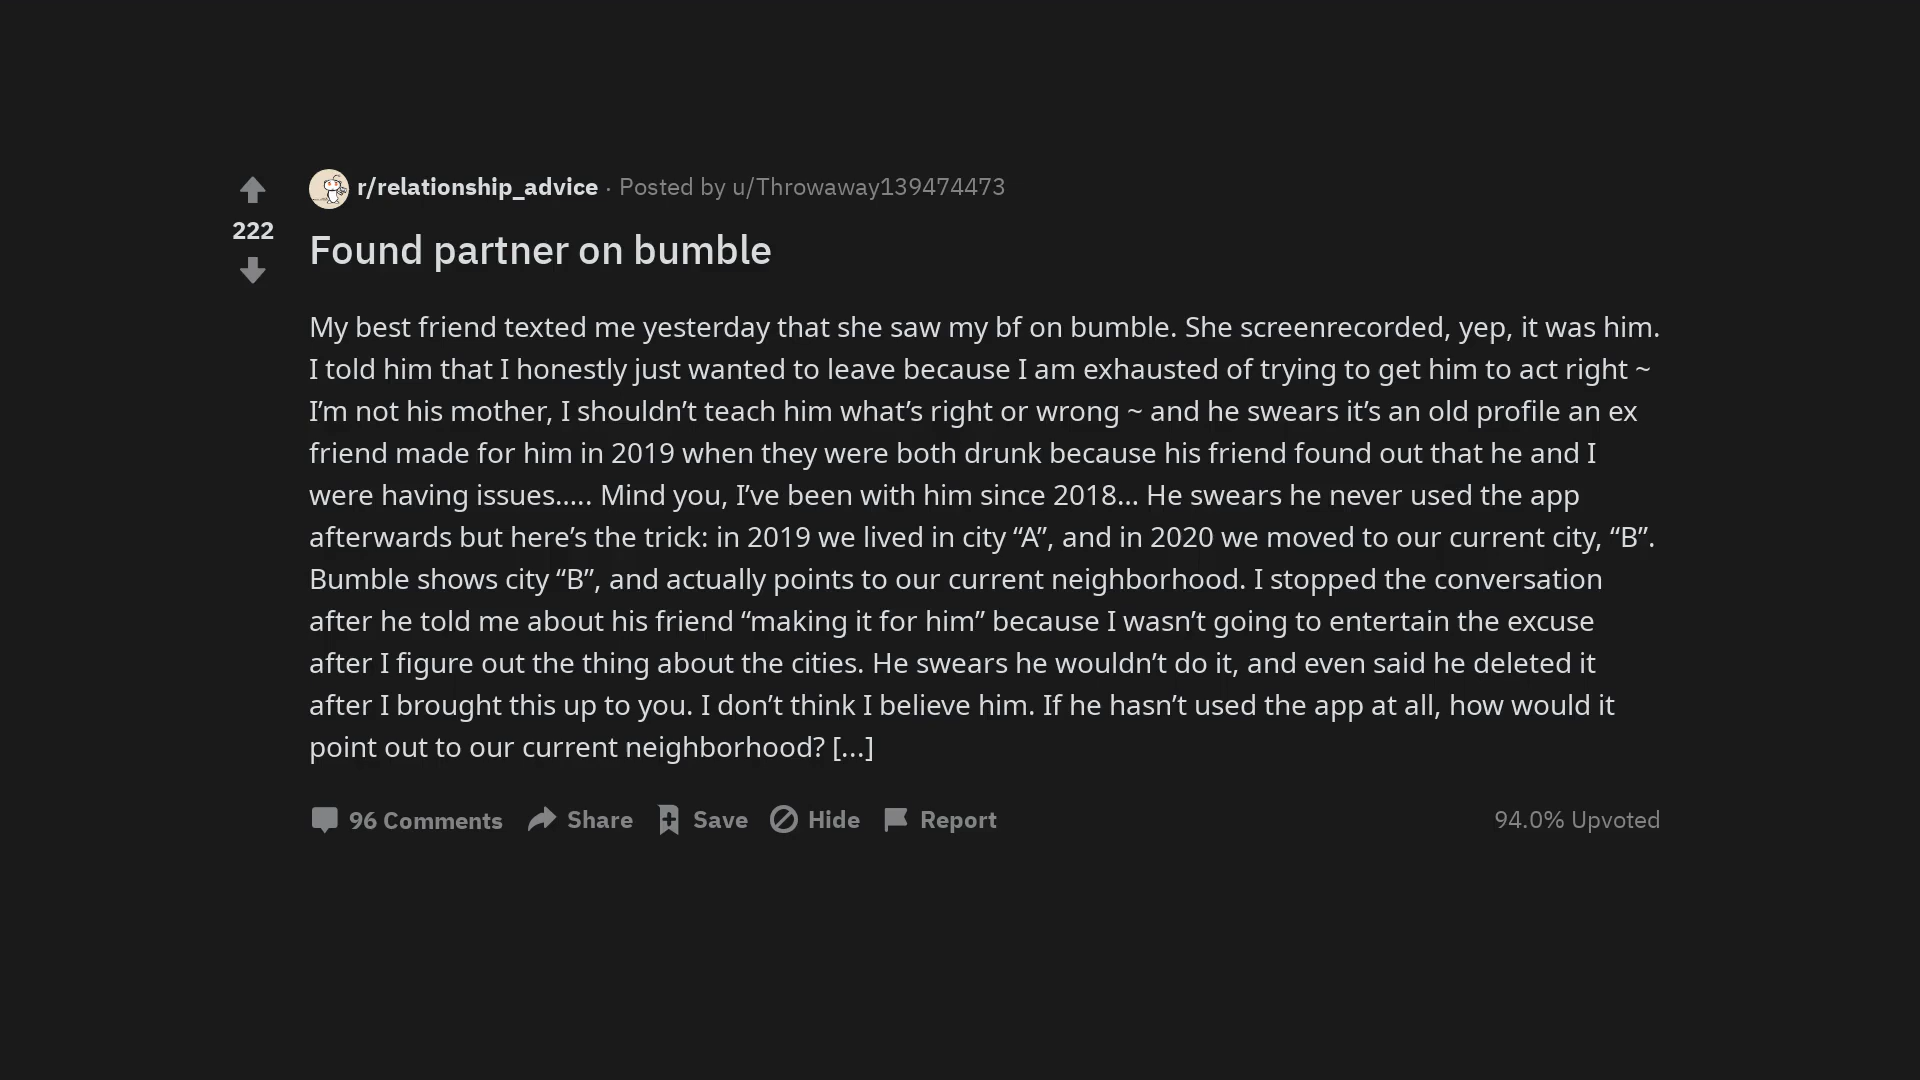 r/relationship_advice · Posted by u/Throwaway139474473
222
Found partner on bumble
My best friend texted me yesterday that she saw my bf on bumble. She screenrecorded, yep, it was him.
I told him that I honestly just wanted to leave because I am exhausted of trying to get him to act right ~
I’m not his mother, I shouldn’t teach him what’s right or wrong ~ and he swears it’s an old profile an ex
friend made for him in 2019 when they were both drunk because his friend found out that he and I
were having issues..... Mind you, I’ve been with him since 2018... He swears he never used the app
afterwards but here’s the trick: in 2019 we lived in city “A”, and in 2020 we moved to our current city, “B”.
Bumble shows city “B”, and actually points to our current neighborhood. I stopped the conversation
after he told me about his friend “making it for him” because I wasn’t going to entertain the excuse
after I figure out the thing about the cities. He swears he wouldn’t do it, and even said he deleted it
after I brought this up to you. I don’t think I believe him. If he hasn’t used the app at all, how would it
point out to our current neighborhood? [...]
96 Comments Share Save Hide Report 94.0% Upvoted